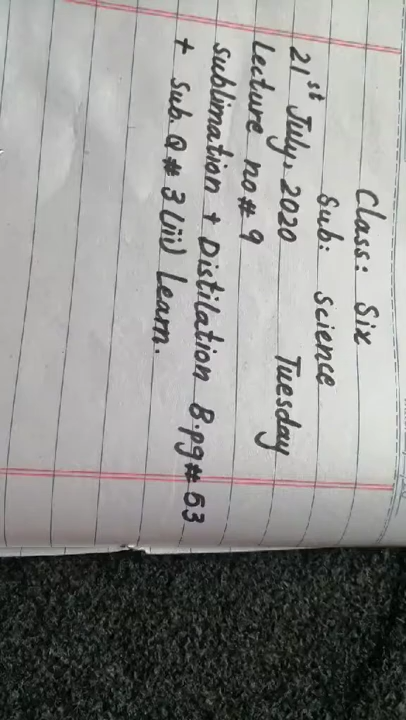 Class: Six
Sub: Science
21st July, 2020 Tuesday
Lecture no # 9
Sublimation + Distilation B.pg # 53
+ Sub. Q # 3 (iii) Learn.